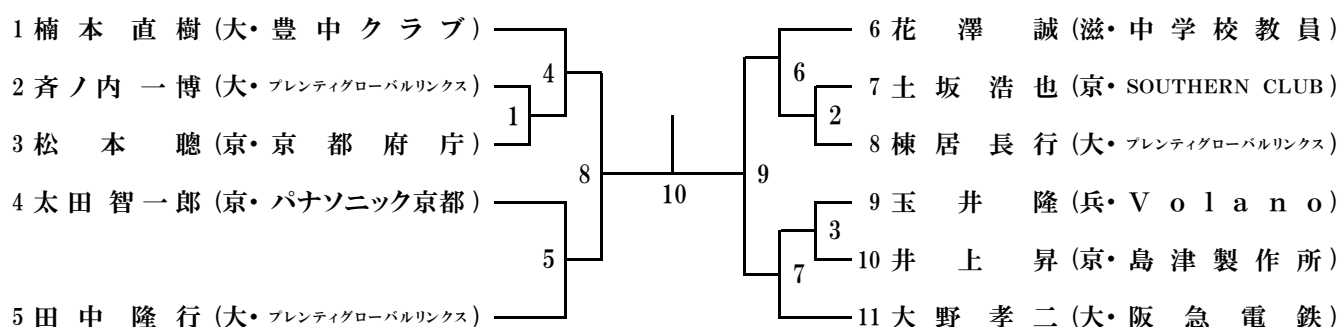 1 楠本直樹 (大・豊中クラブ)
2 斉ノ内一博 (大・プレンティグローバルリンクス)
3 松本聰 (京・京都府庁)
4 太田智一郎 (京・パナソニック京都)
5 田中隆行 (大・プレンティグローバルリンクス)
4
1
8
5
10
6 花澤誠 (滋・中学校教員)
7 土坂浩也 (京・SOUTHERN CLUB)
8 棟居長行 (大・プレンティグローバルリンクス)
9 玉井隆 (兵・Volano)
10 井上昇 (京・島津製作所)
11 大野孝二 (大・阪急電鉄)
6
2
9
3
7